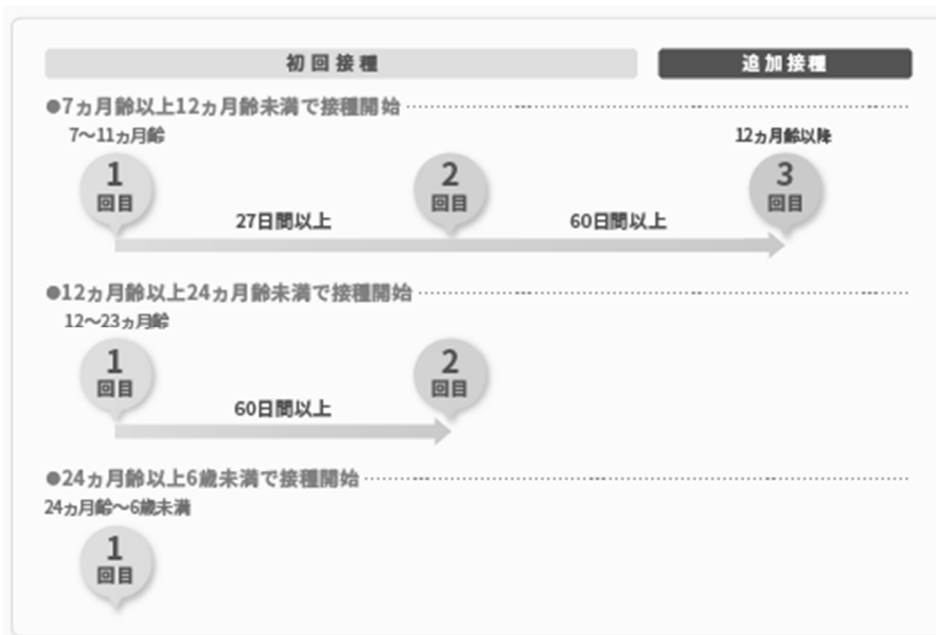 初回接種
追加接種
●7ヵ月齢以上12ヵ月齢未満で接種開始
7～11ヵ月齢
12ヵ月齢以降
1
回目
2
回目
3
回目
27日間以上
60日間以上
●12ヵ月齢以上24ヵ月齢未満で接種開始
12～23ヵ月齢
1
回目
2
回目
60日間以上
●24ヵ月齢以上6歳未満で接種開始
24ヵ月齢～6歳未満
1
回目